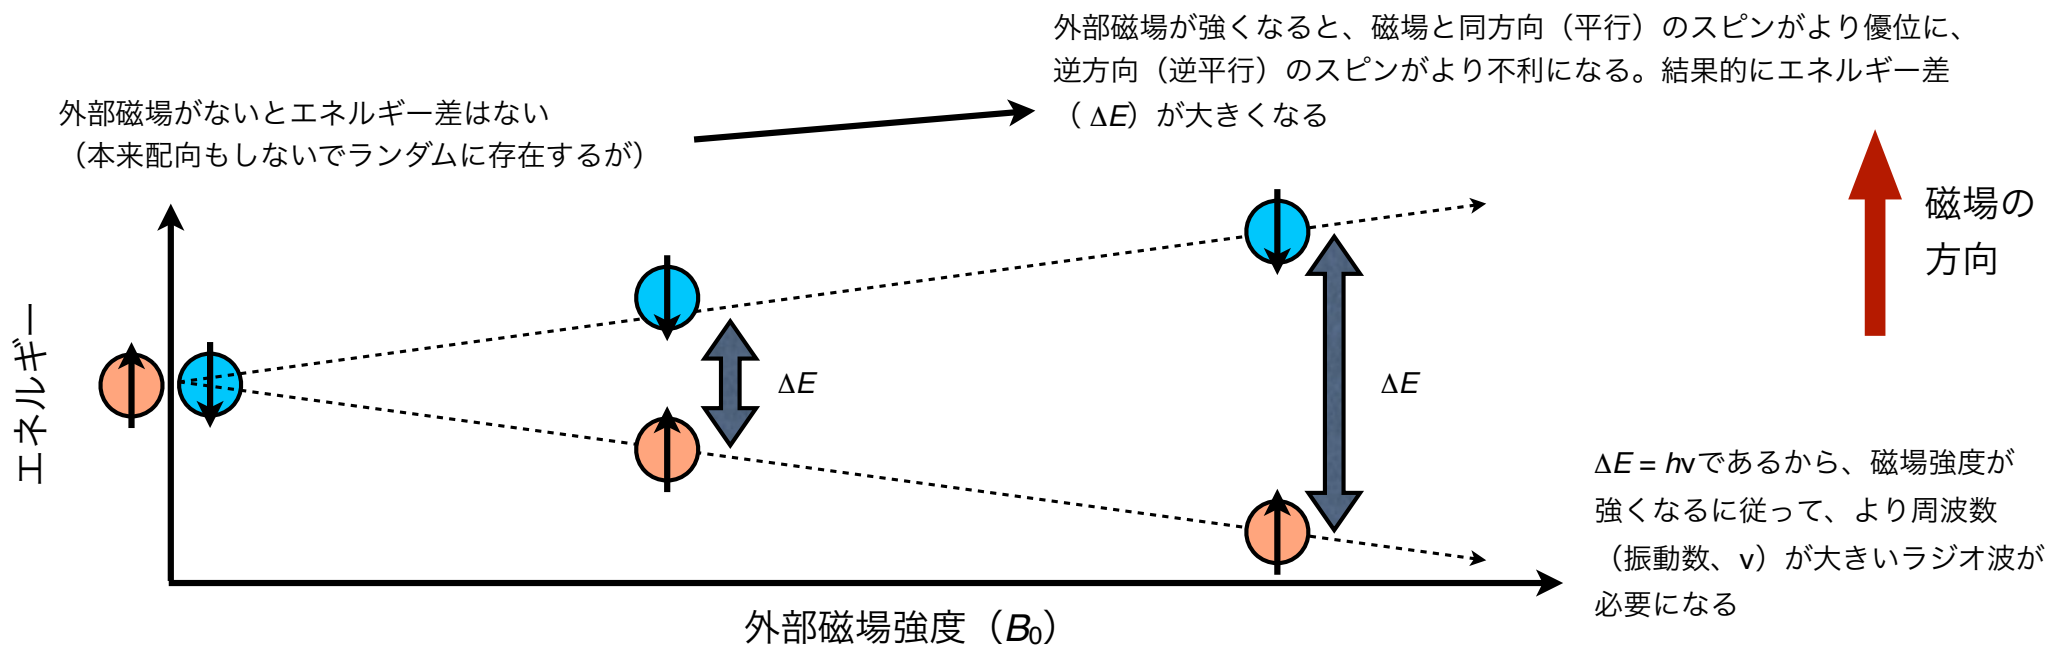 外部磁場が強くなると、磁場と同方向（平行）のスピンがより優位に、
逆方向（逆平行）のスピンがより不利になる。結果的にエネルギー差
（ ΔE）が大きくなる
外部磁場がないとエネルギー差はない
（本来配向もしないでランダムに存在するが）
磁場の
方向
エネルギー
ΔE
ΔE
ΔE = hvであるから、磁場強度が
強くなるに従って、より周波数
（振動数、v）が大きいラジオ波が
必要になる
外部磁場強度（B0）